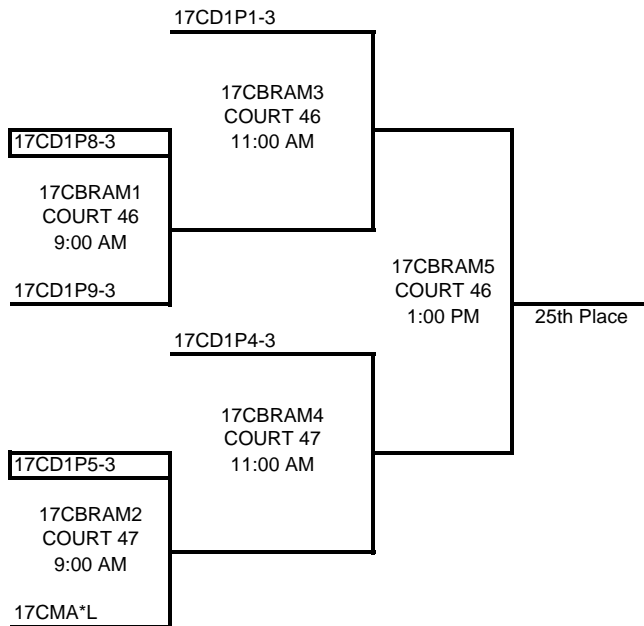 17CD1P1-3
17CBRAM3
COURT 46
11:00 AM
17CD1P8-3
17CBRAM1
COURT 46
9:00 AM
17CD1P9-3
17CBRAM5
COURT 46
1:00 PM
25th Place
17CD1P4-3
17CBRAM4
COURT 47
11:00 AM
17CD1P5-3
17CBRAM2
COURT 47
9:00 AM
17CMA*L